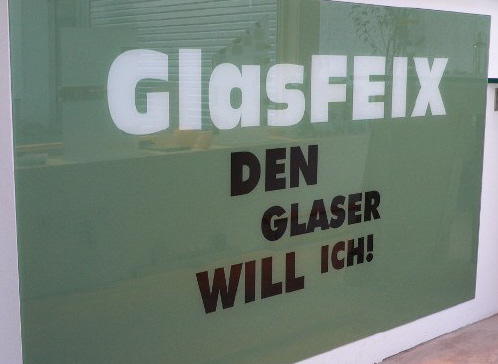 GlasFEIX
DEN
GLASER
WILL ICH!